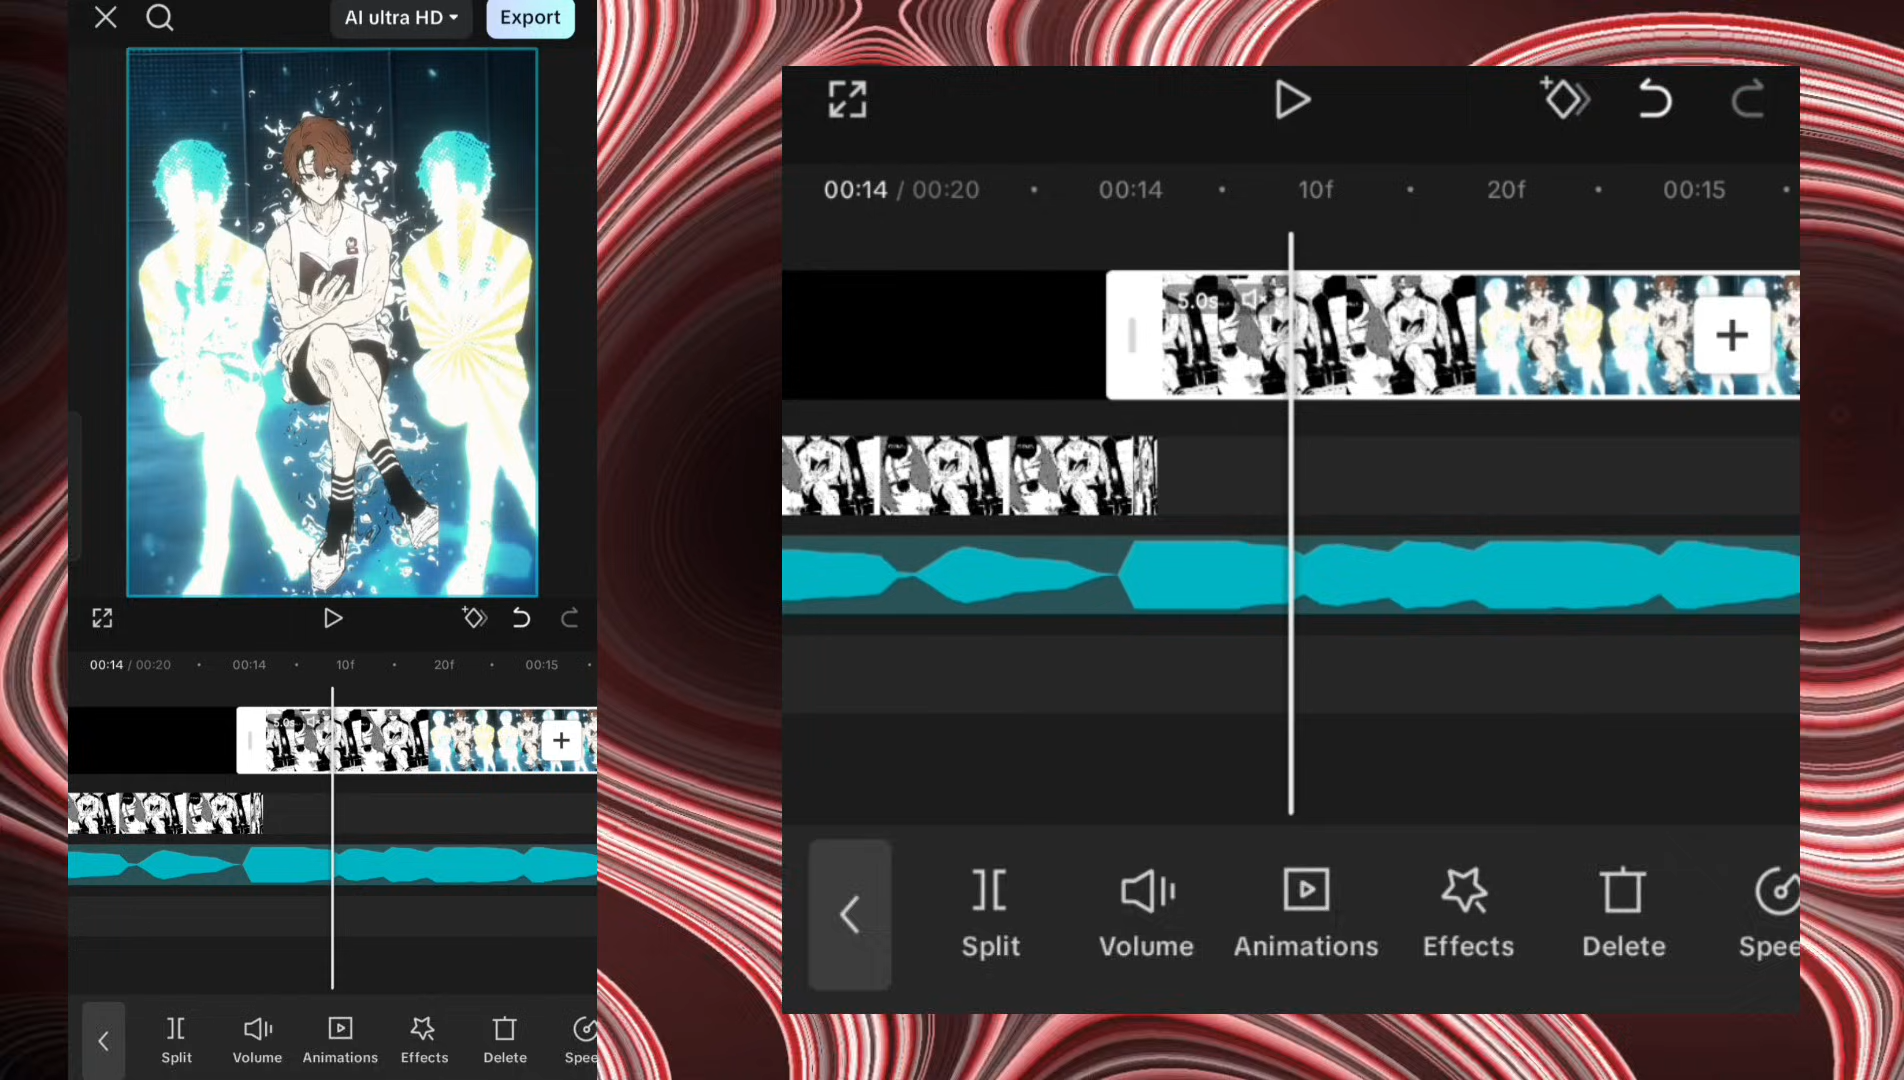 AI ultra HD
Export
00:14 / 00:20
00:14
10f
20f
00:15
5.0s
Split
Volume
Animations
Effects
Delete
Spee
00:14 / 00:20
00:14
10f
20f
00:15
5.0s
Split
Volume
Animations
Effects
Delete
Spee